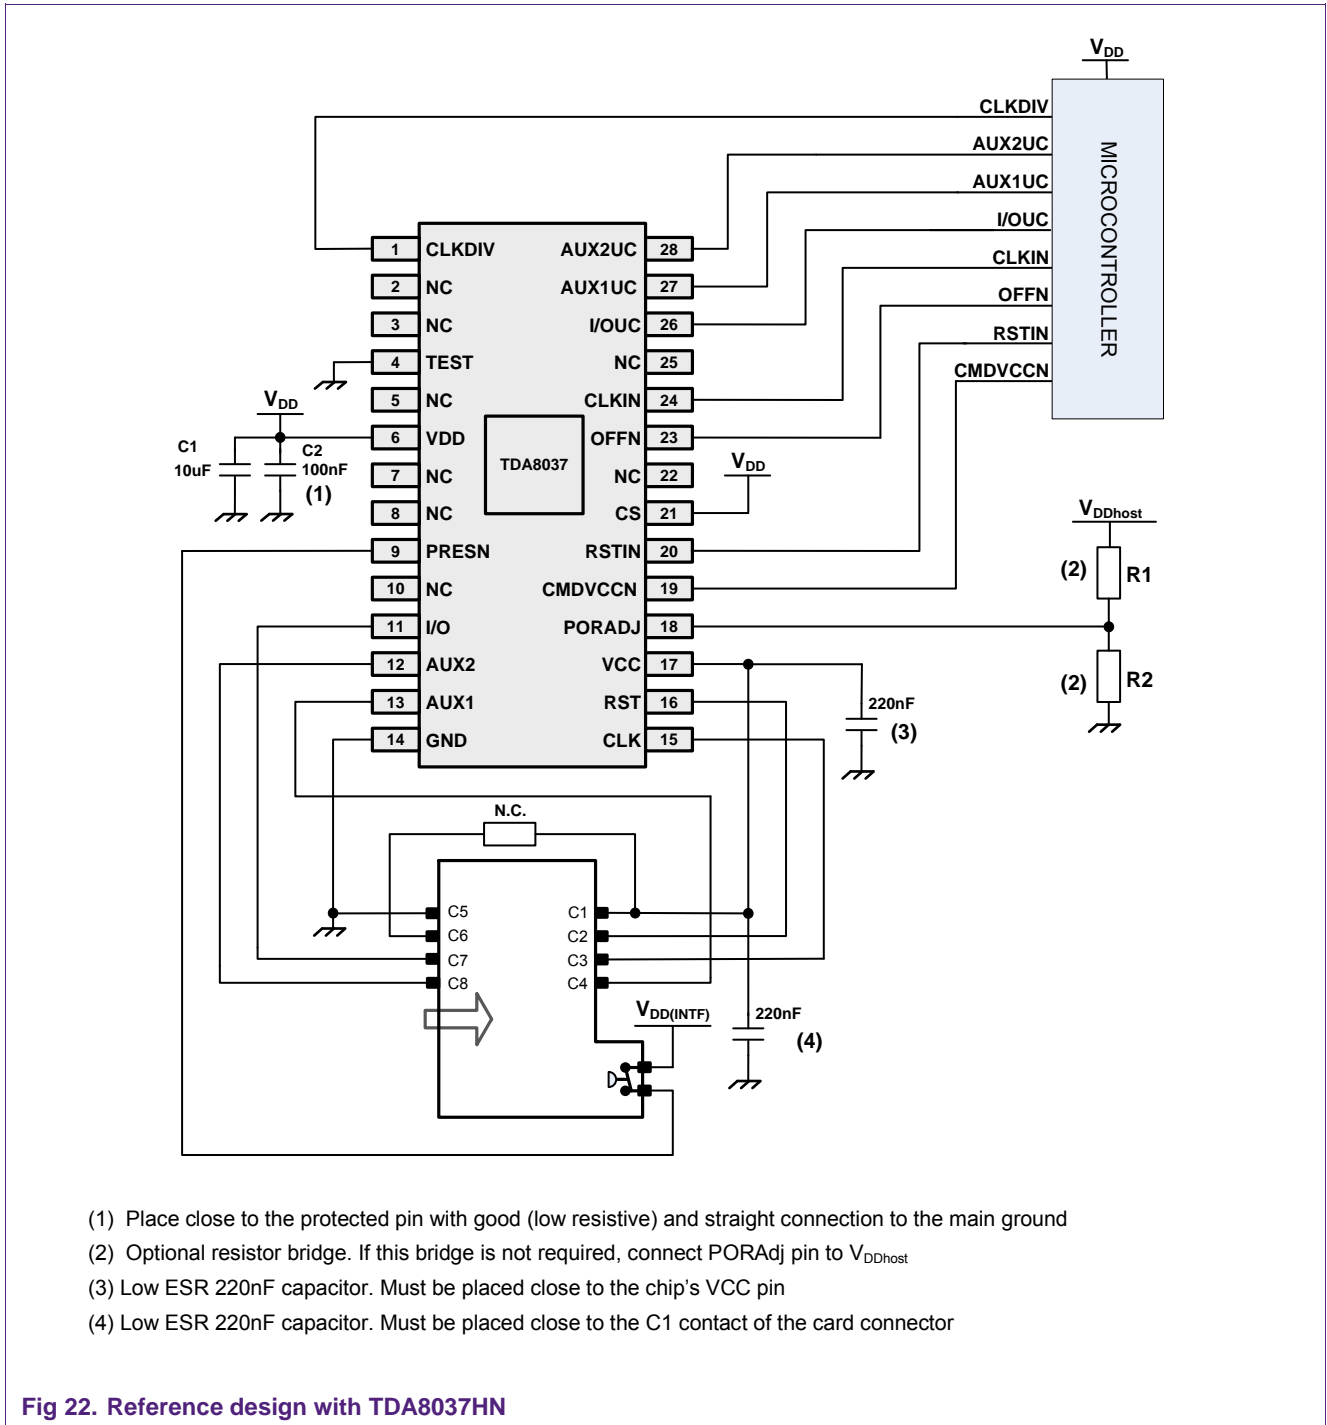 VDD
CLKDIV
AUX2UC
AUX1UC
I/OUC
CLKIN
OFFN
RSTIN
CMDVCCN
MICROCONTROLLER
1 CLKDIV AUX2UC 28
2 NC AUX1UC 27
3 NC I/OUC 26
4 TEST NC 25
5 NC CLKIN 24
6 VDD OFFN 23
7 NC NC 22
8 NC CS 21
9 PRESN RSTIN 20
10 NC CMDVCCN 19
11 I/O PORADJ 18
12 AUX2 VCC 17
13 AUX1 RST 16
14 GND CLK 15
TDA8037
VDD
C1
10uF
C2
100nF
(1)
VDD
VDDhost
(2) R1
(2) R2
220nF
(3)
N.C.
C5 C1
C6 C2
C7 C3
C8 C4
VDD(INTF)
220nF
(4)
(1) Place close to the protected pin with good (low resistive) and straight connection to the main ground
(2) Optional resistor bridge. If this bridge is not required, connect PORAdj pin to VDDhost
(3) Low ESR 220nF capacitor. Must be placed close to the chip's VCC pin
(4) Low ESR 220nF capacitor. Must be placed close to the C1 contact of the card connector
Fig 22. Reference design with TDA8037HN